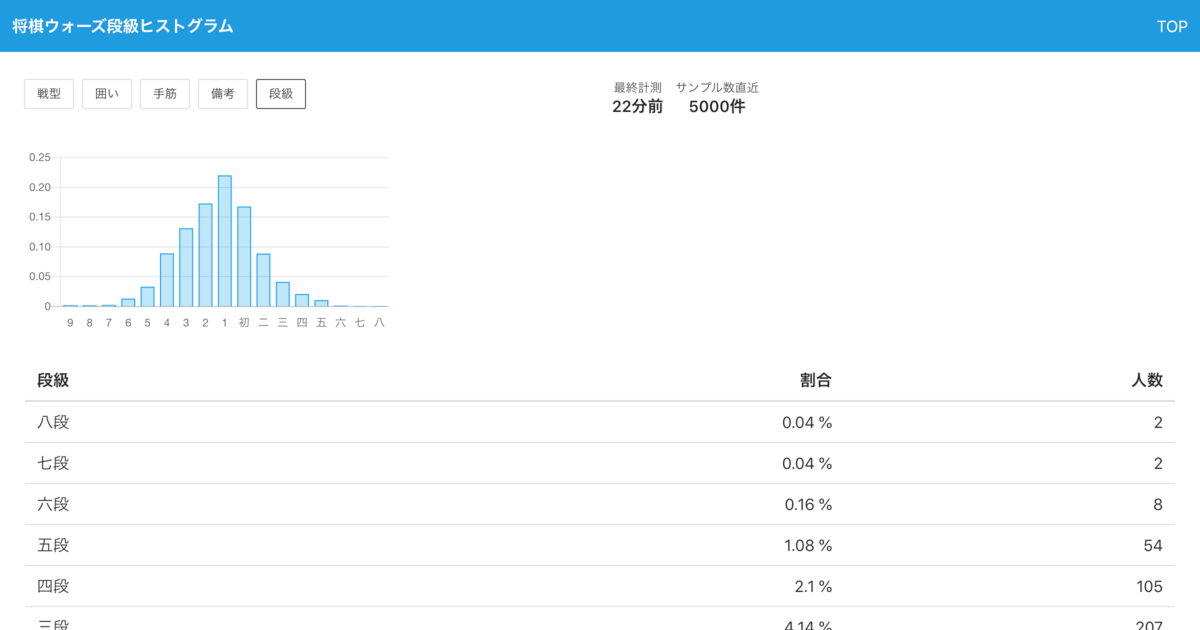 将棋ウォーズ段級ヒストグラム TOP
戦型 囲い 手筋 備考 段級
最終計測 サンプル数直近
22分前 5000件
0.25
0.20
0.15
0.10
0.05
0
9 8 7 6 5 4 3 2 1 初 二 三 四 五 六 七 八
段級 割合 人数
八段 0.04 % 2
七段 0.04 % 2
六段 0.16 % 8
五段 1.08 % 54
四段 2.1 % 105
三段 4.14 % 207